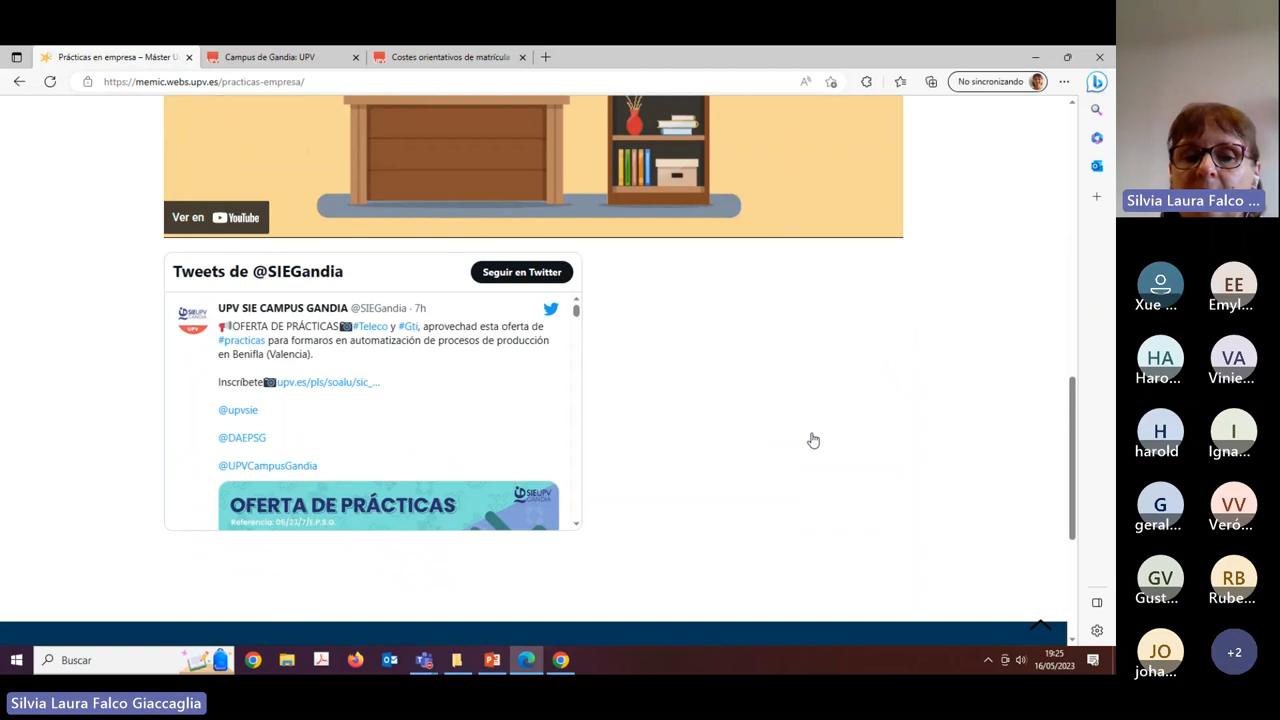 Prácticas en empresa – Máster U
Campus de Gandia: UPV
Costes orientativos de matrícula
https://memic.webs.upv.es/practicas-empresa/
No sincronizando
Ver en YouTube
Tweets de @SIEGandia
Seguir en Twitter
UPV SIE CAMPUS GANDIA @SIEGandia · 7h
OFERTA DE PRÁCTICAS #Teleco y #Gti, aprovechad esta oferta de
#practicas para formaros en automatización de procesos de producción
en Benifla (Valencia).
Inscríbete upv.es/pls/soalu/sic_...
@upvsie
@DAEPSG
@UPVCampusGandia
OFERTA DE PRÁCTICAS
SIEUPV
GANDIA
Referencia: 05/23/7/E.P.S.G.
Buscar
19:25
16/05/2023
Silvia Laura Falco Giaccaglia
Silvia Laura Falco ...
Xue ...
EE
Emyl...
HA
Haro...
VA
Vinie...
H
harold
I
Igna...
G
geral...
VV
Veró...
GV
Gust...
RB
Rube...
JO
joha...
+2